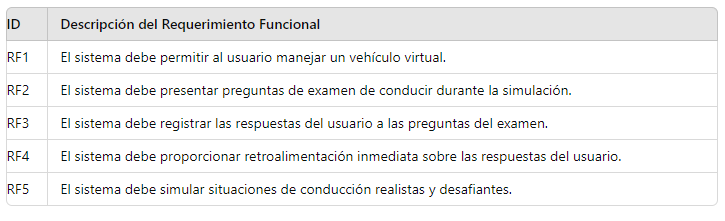 ID Descripción del Requerimiento Funcional
RF1 El sistema debe permitir al usuario manejar un vehículo virtual.
RF2 El sistema debe presentar preguntas de examen de conducir durante la simulación.
RF3 El sistema debe registrar las respuestas del usuario a las preguntas del examen.
RF4 El sistema debe proporcionar retroalimentación inmediata sobre las respuestas del usuario.
RF5 El sistema debe simular situaciones de conducción realistas y desafiantes.